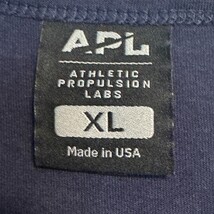 APL
ATHLETIC
PROPULSION
LABS
XL
Made in USA